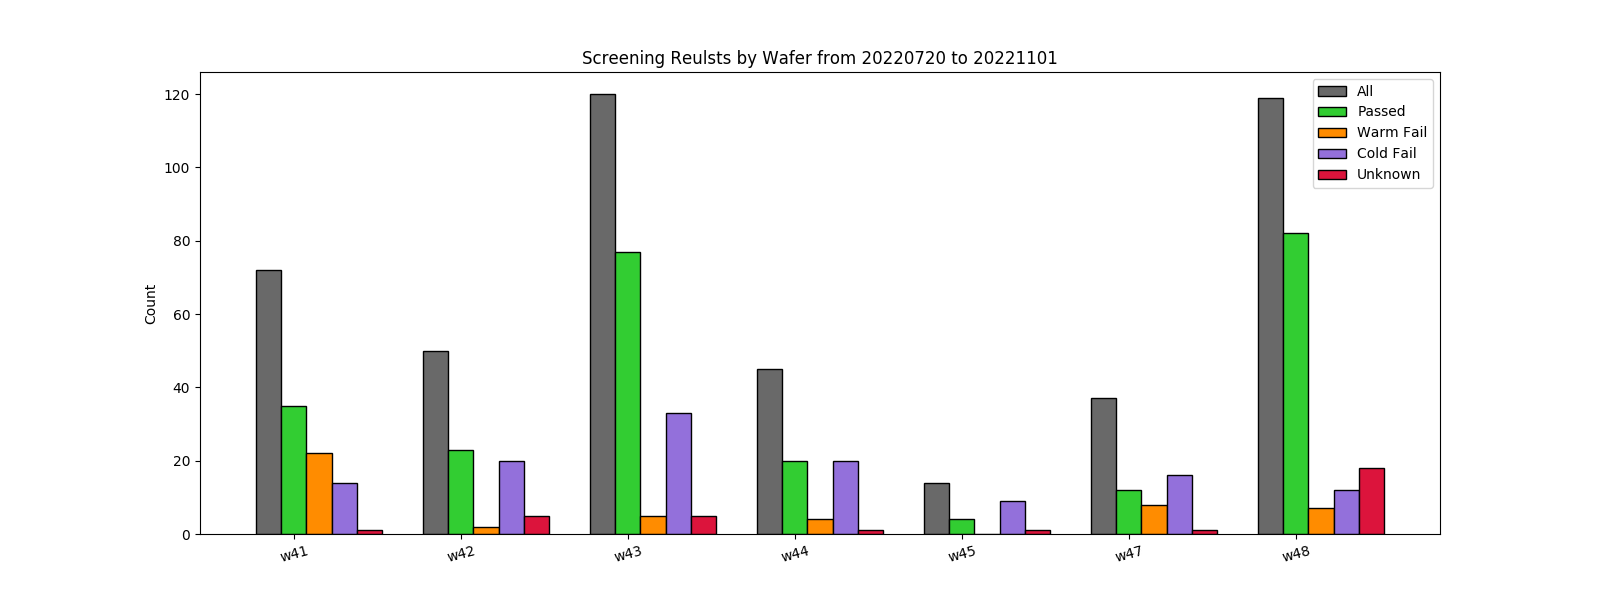 Screening Reulsts by Wafer from 20220720 to 20221101
120
100
80
60
40
20
0
Count
All
Passed
Warm Fail
Cold Fail
Unknown
w41 w42 w43 w44 w45 w47 w48